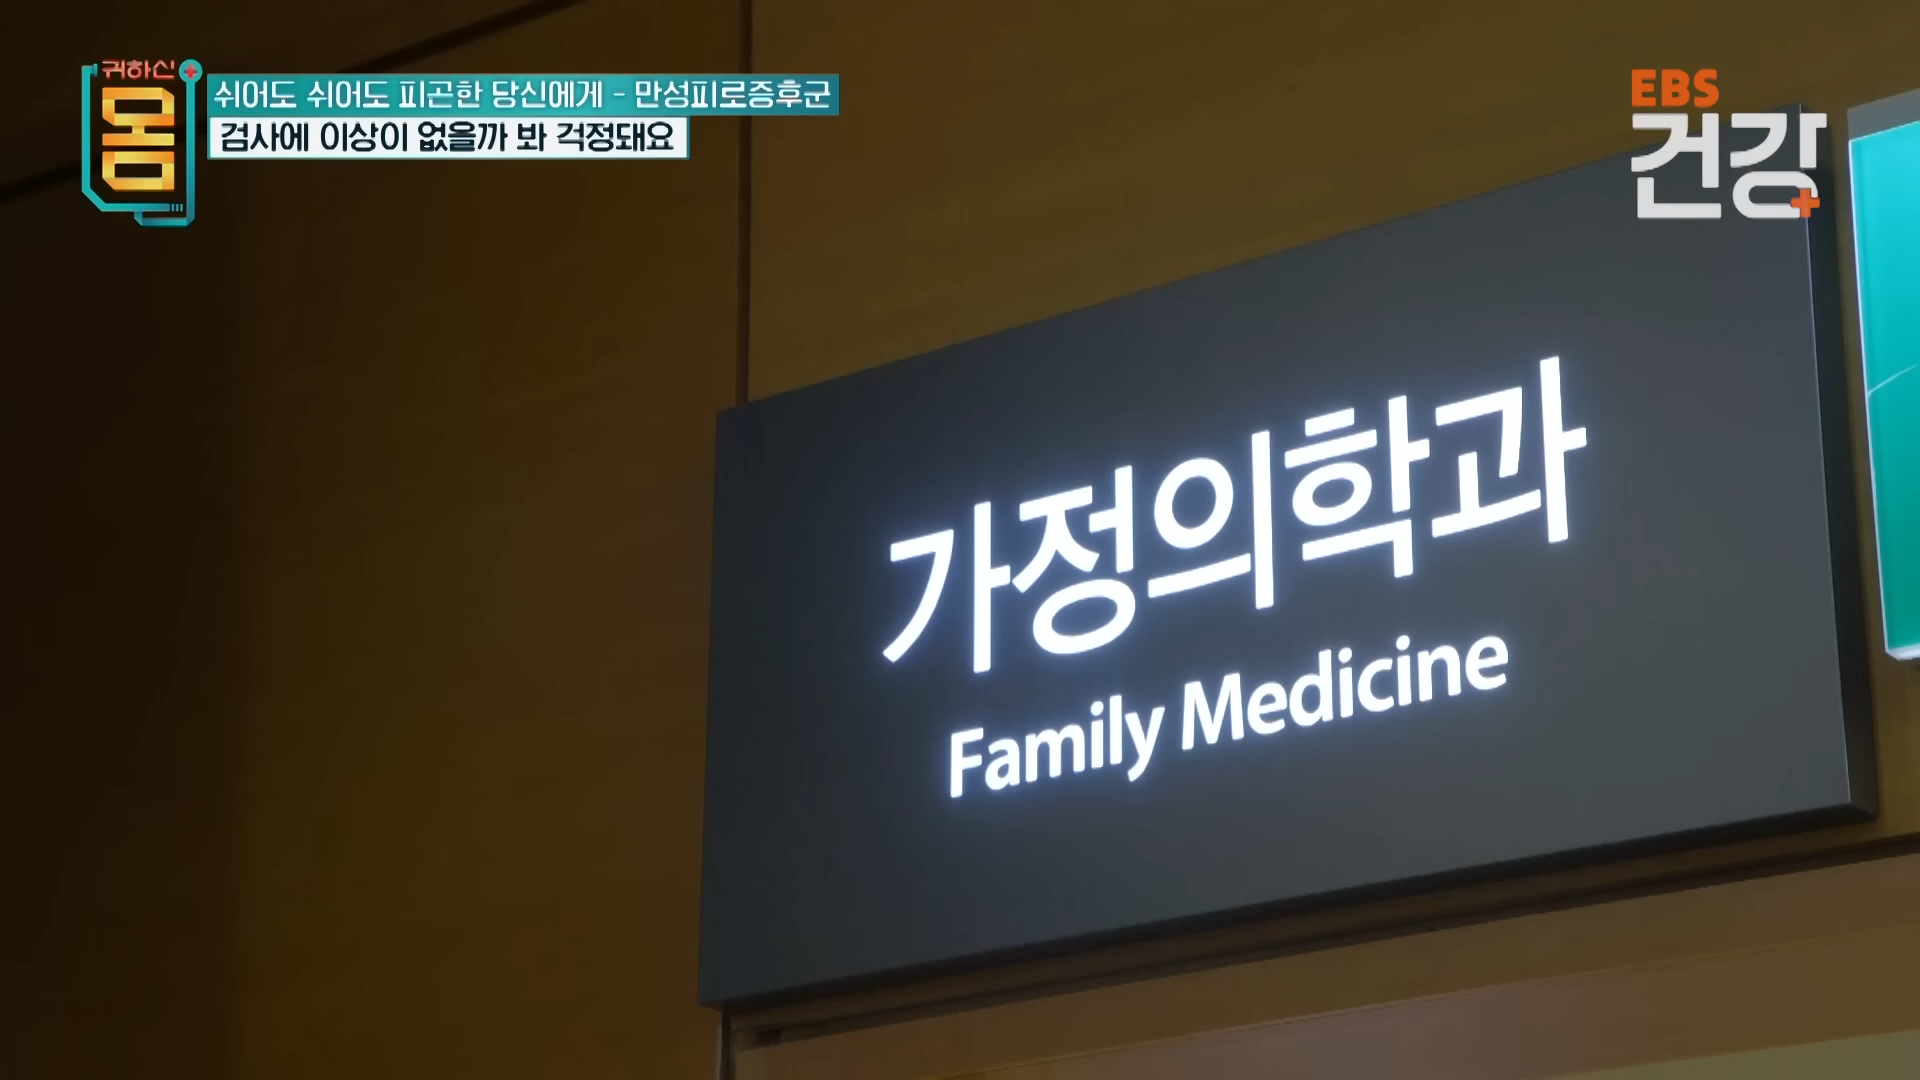 귀하신
몸
쉬어도 쉬어도 피곤한 당신에게 - 만성피로증후군
검사에 이상이 없을까 봐 걱정돼요
EBS
건강
가정의학과
Family Medicine